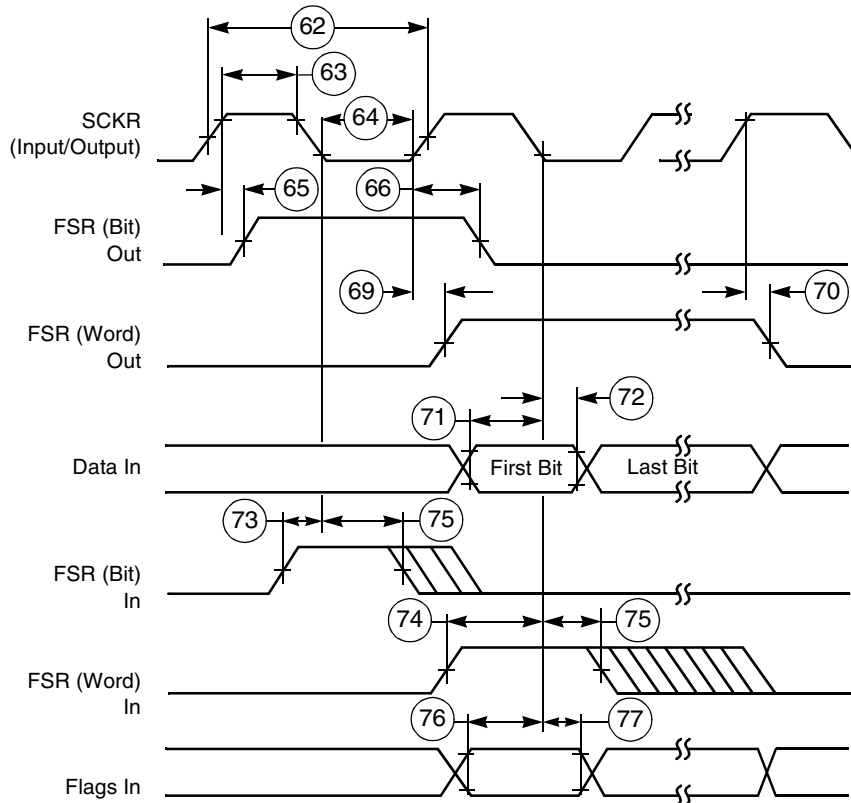 62
63
64
SCKR
(Input/Output)
65
66
FSR (Bit)
Out
69
70
FSR (Word)
Out
72
71
Data In
First Bit
Last Bit
73
75
FSR (Bit)
In
74
75
FSR (Word)
In
76
77
Flags In